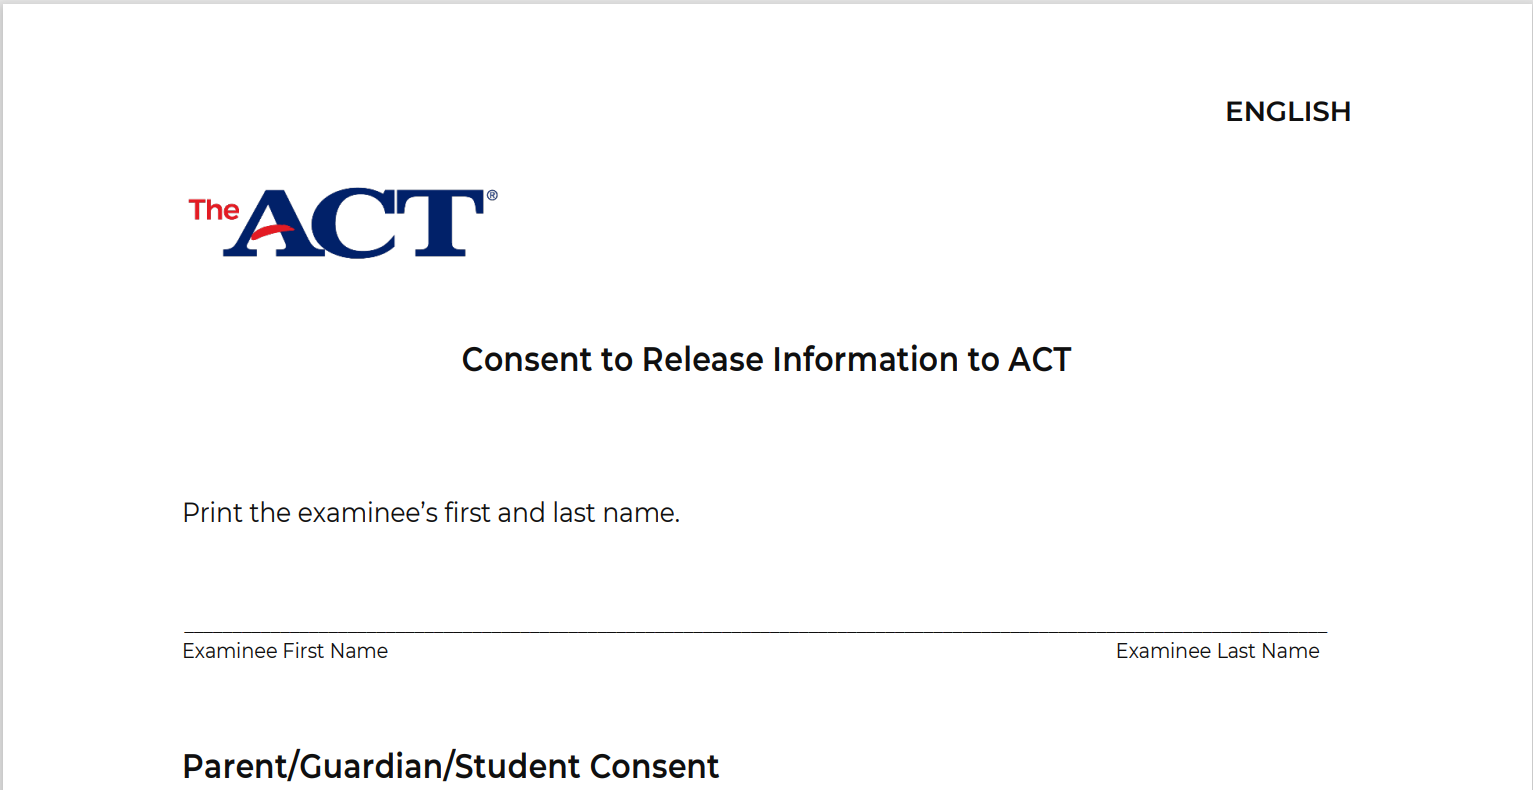 ENGLISH
The ACT®
Consent to Release Information to ACT
Print the examinee’s first and last name.
Examinee First Name Examinee Last Name
Parent/Guardian/Student Consent